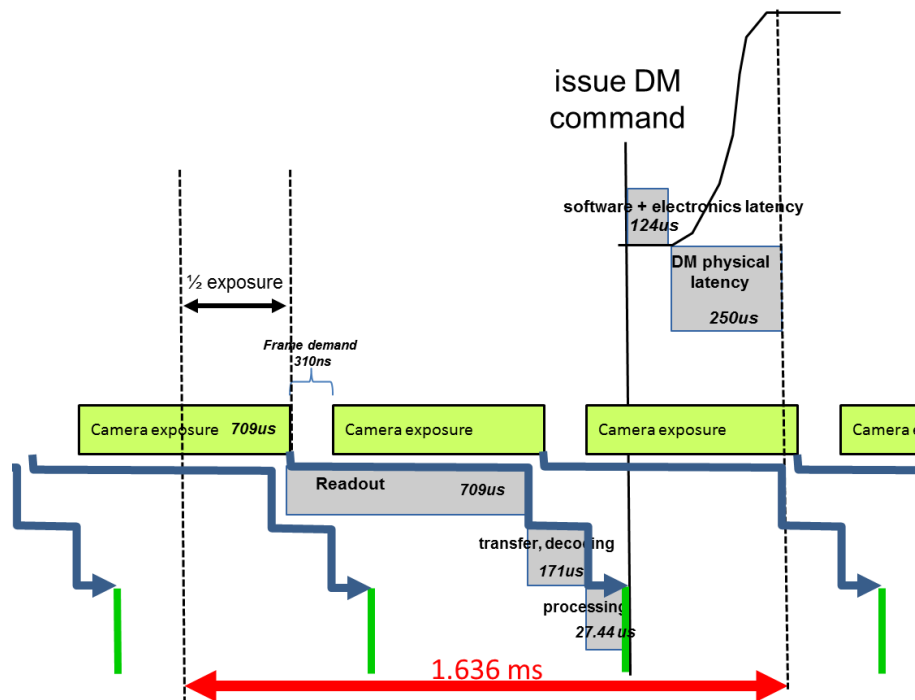 issue DM
command
software + electronics latency
124us
DM physical
latency
250us
½ exposure
Frame demand
310ns
Camera exposure 709us
Camera exposure
Camera exposure
Camera e
Readout 709us
transfer, decoding
171us
processing
27.44 us
1.636 ms